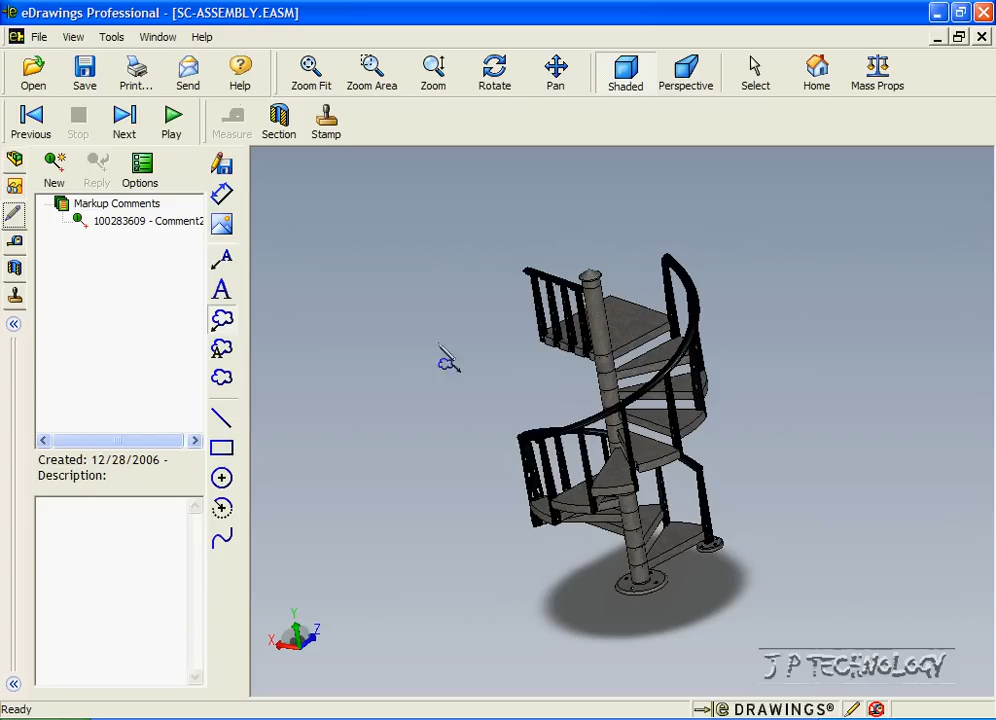 eDrawings Professional - [SC-ASSEMBLY.EASM]
File View Tools Window Help
Open Save Print... Send Help Zoom Fit Zoom Area Zoom Rotate Pan Shaded Perspective Select Home Mass Props
Previous Stop Next Play Measure Section Stamp
New Reply Options
Markup Comments
100283609 - Comment2
Created: 12/28/2006 -
Description:
Y
X
Z
J P TECHNOLOGY
Ready
e DRAWINGS®